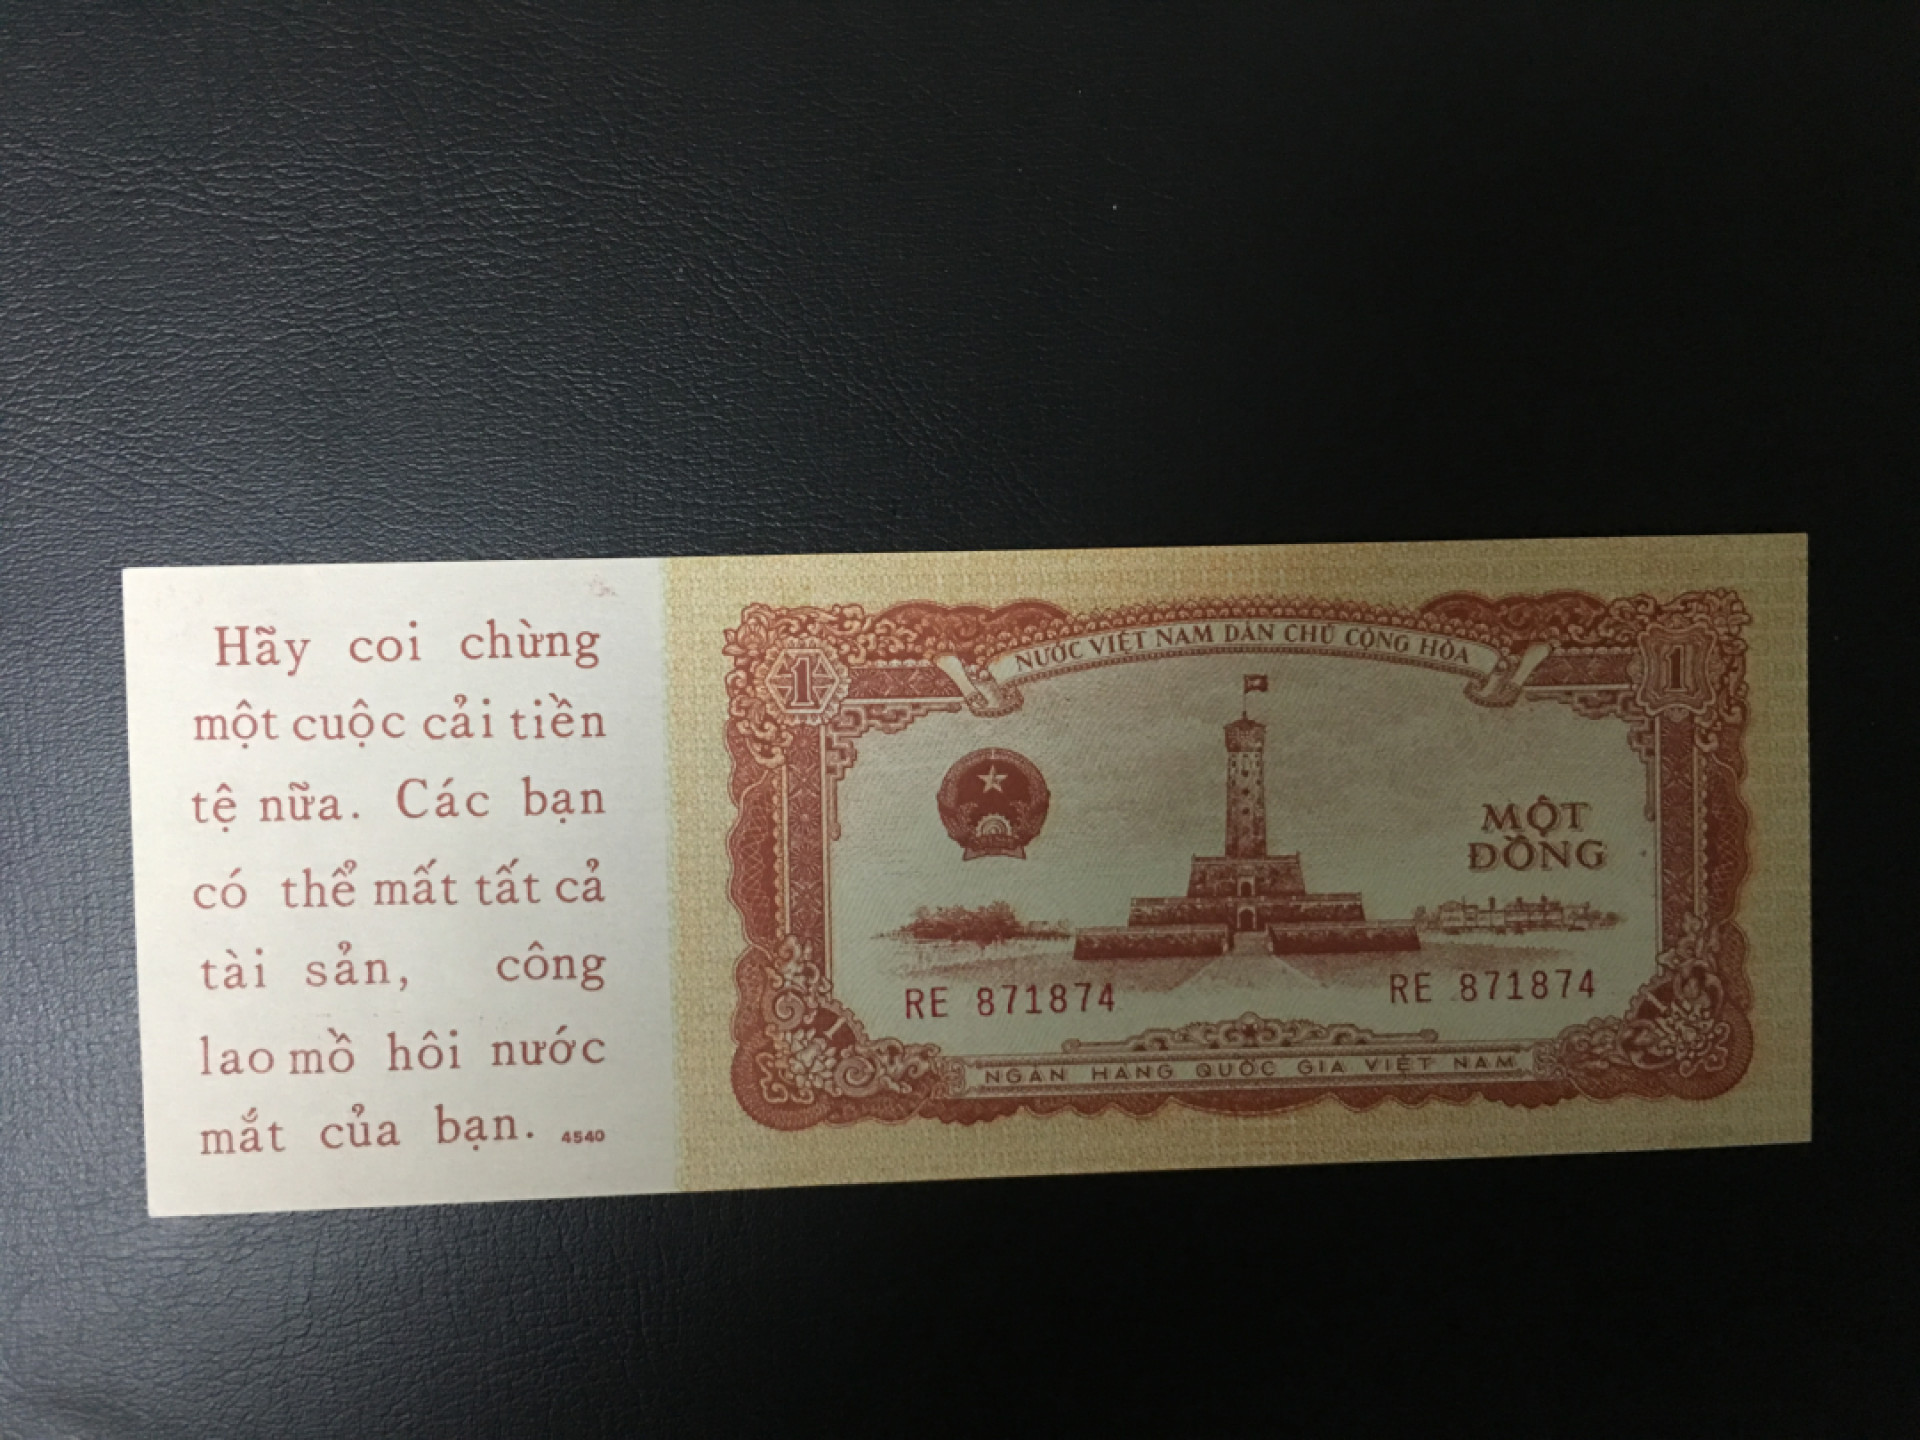 Hãy coi chừng
một cuộc cải tiền
tệ nữa. Các bạn
có thể mất tất cả
tài sản, công
lao mồ hôi nước
mắt của bạn. 4540
NƯỚC VIỆT NAM DÂN CHỦ CỘNG HÒA
1
1
MỘT
ĐỒNG
RE 871874
RE 871874
1
1
NGÂN HÀNG QUỐC GIA VIỆT NAM